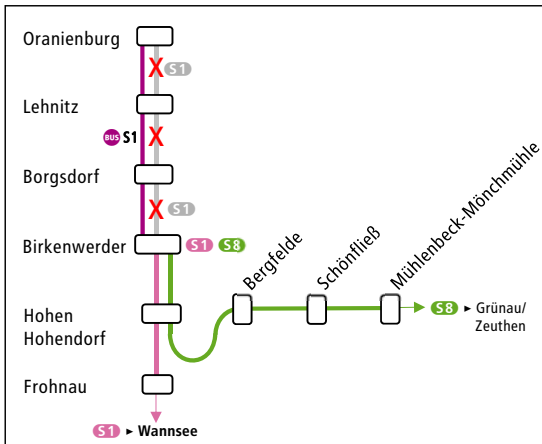 Oranienburg
X S1
Lehnitz
BUS S1 X
Borgsdorf
X S1
Birkenwerder S1 S8
Bergfelde
Schönfließ
Mühlenbeck-Mönchmühle
Hohen
Hohendorf
S8 ▸ Grünau/
Zeuthen
Frohnau
S1 ▸ Wannsee